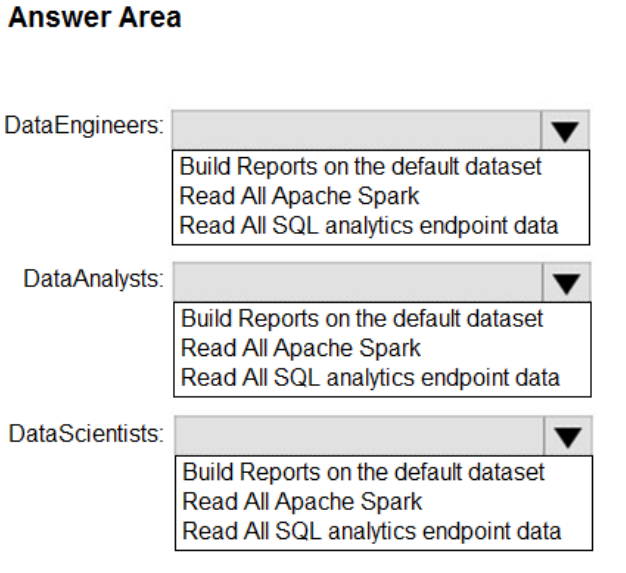 Answer Area
DataEngineers:
Build Reports on the default dataset
Read All Apache Spark
Read All SQL analytics endpoint data
DataAnalysts:
Build Reports on the default dataset
Read All Apache Spark
Read All SQL analytics endpoint data
DataScientists:
Build Reports on the default dataset
Read All Apache Spark
Read All SQL analytics endpoint data